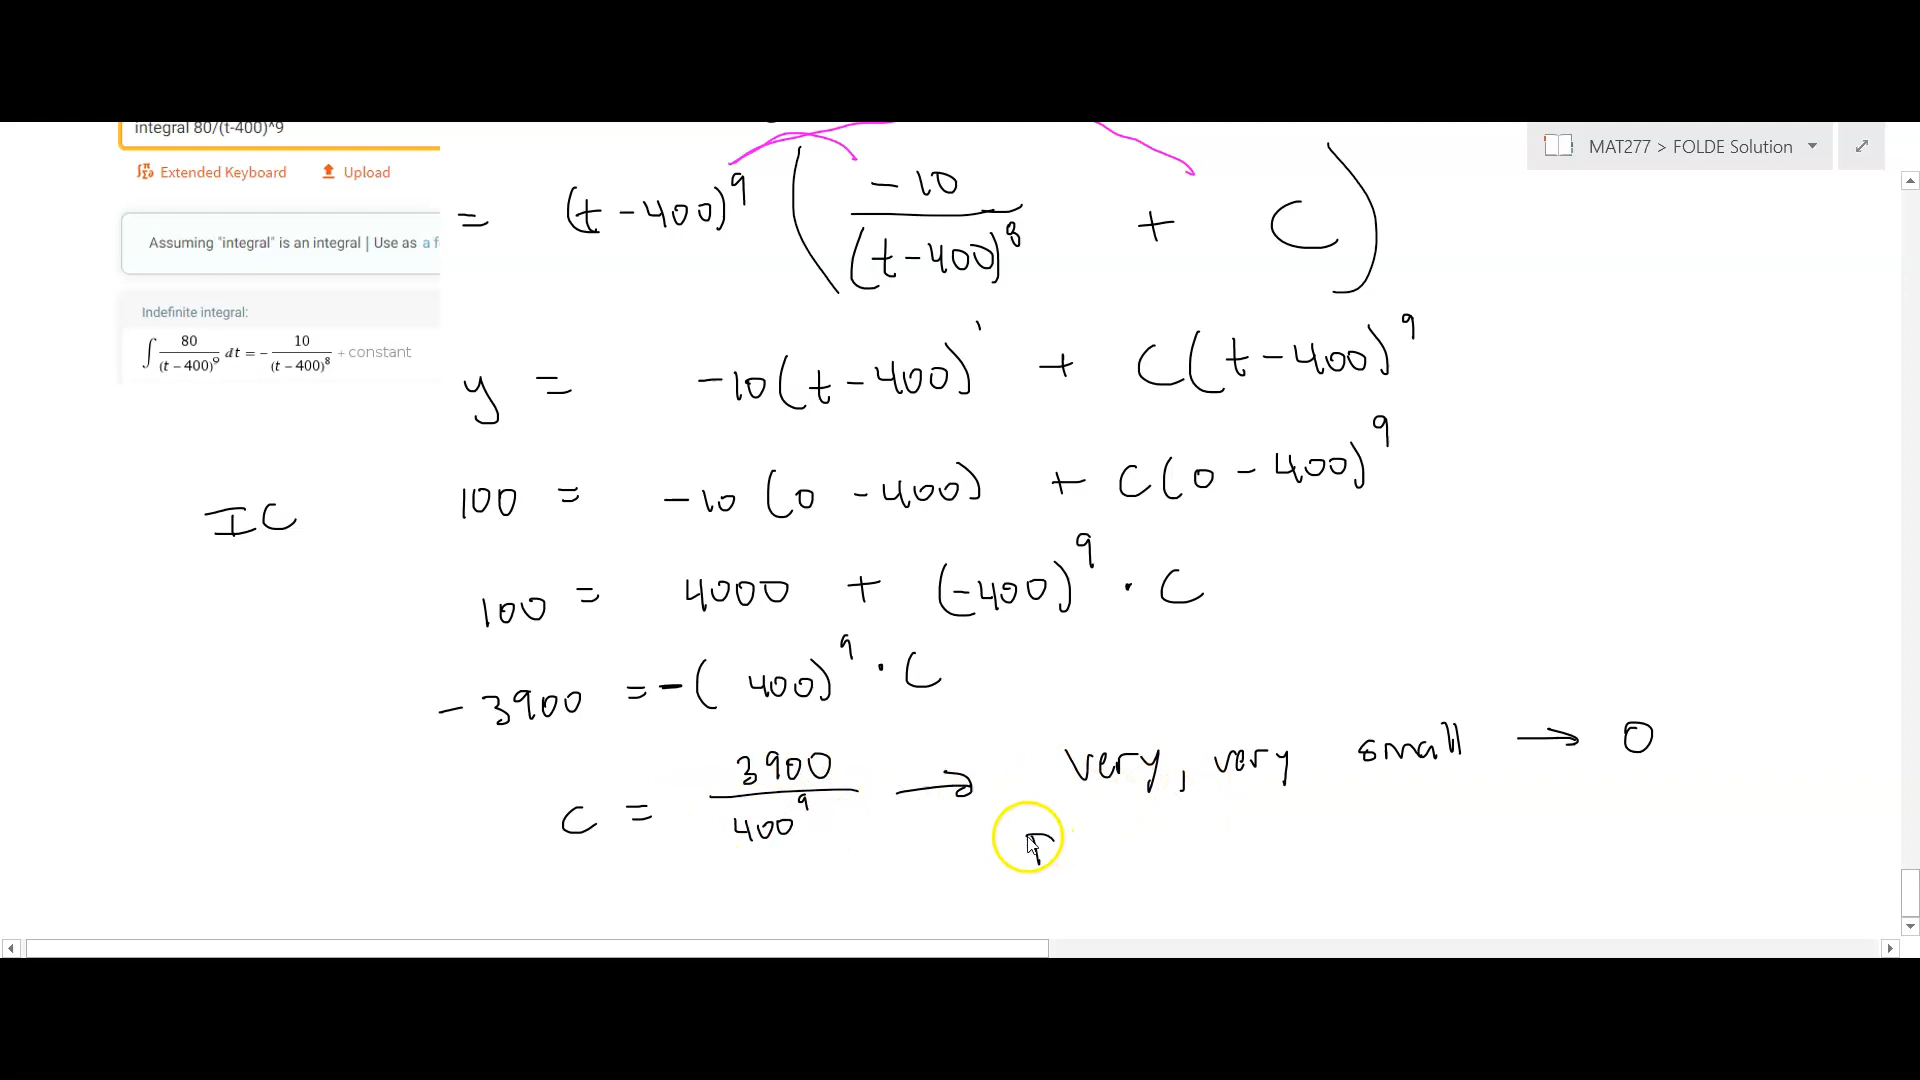 integral 80/(t-400)^9
MAT277 > FOLDE Solution
Extended Keyboard Upload
Assuming "integral" is an integral | Use as a f
Indefinite integral:
∫ 80/(t − 400)^9 dt = − 10/(t − 400)^8 + constant
= (t - 400)^9 ( -10/(t-400)^8 + C )
y = -10(t - 400)^1 + C(t - 400)^9
IC 100 = -10(0 - 400) + C(0 - 400)^9
100 = 4000 + (-400)^9 · C
-3900 = -(400)^9 · C
C = 3900/400^9 → very, very small → 0